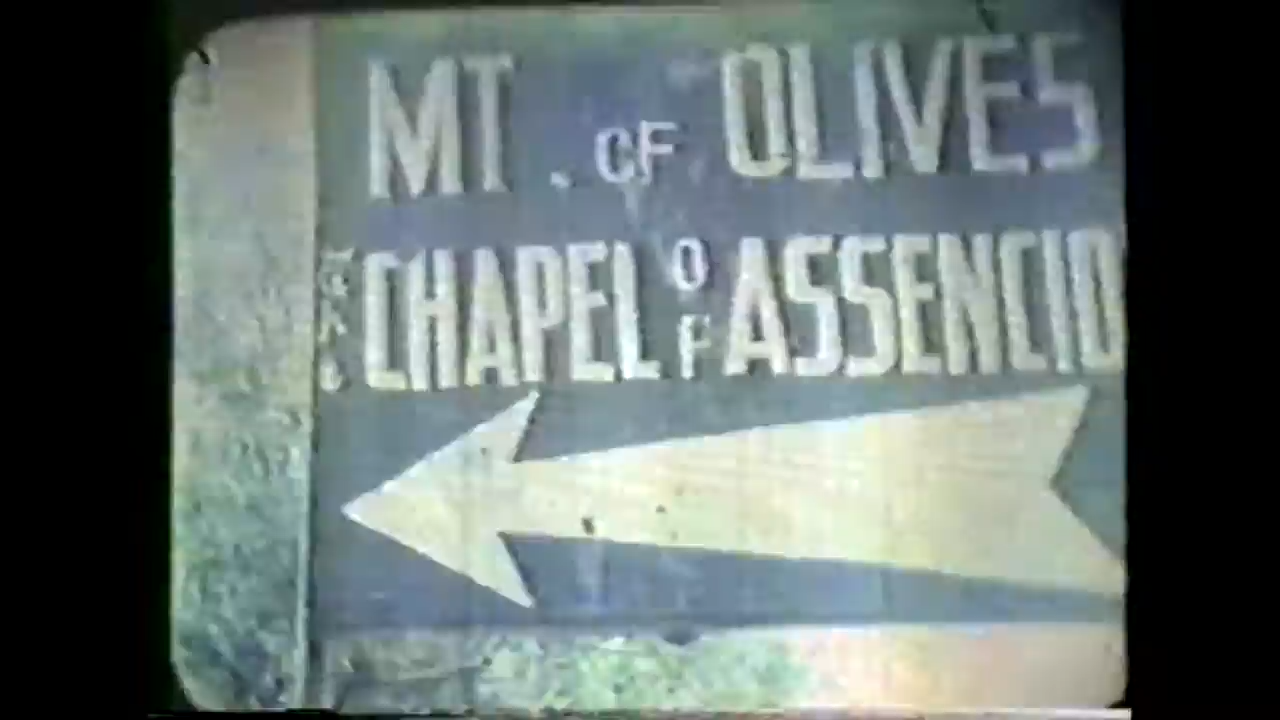 MT. OF OLIVES
CHAPEL OF ASSENCIO